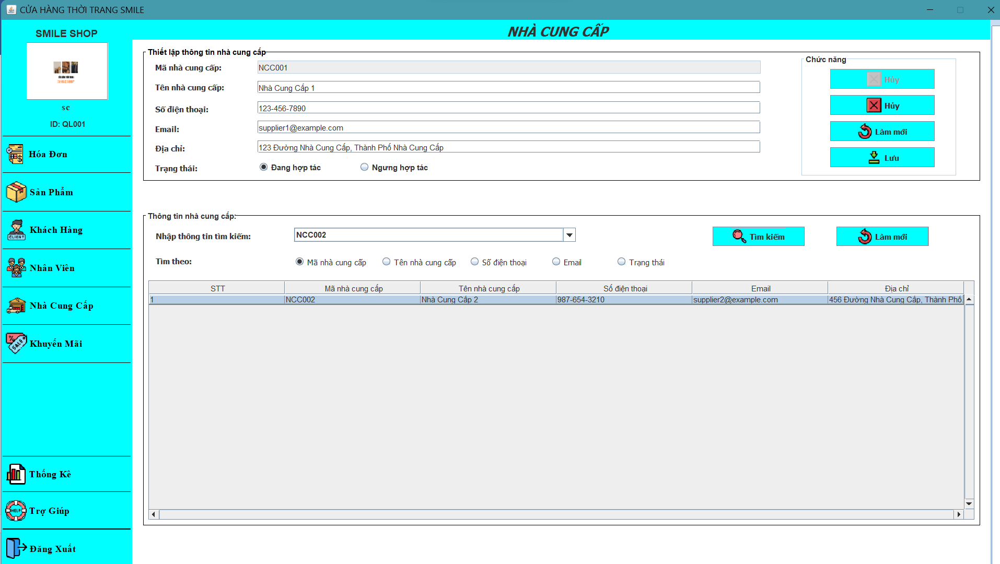 CỬA HÀNG THỜI TRANG SMILE
SMILE SHOP
SMILE SHOP
sc
ID: QL001
Hóa Đơn
Sản Phẩm
Khách Hàng
CLIENT
Nhân Viên
Nhà Cung Cấp
Khuyến Mãi
SALE
Thống Kê
Trợ Giúp
HELP
Đăng Xuất
NHÀ CUNG CẤP
Thiết lập thông tin nhà cung cấp
Mã nhà cung cấp: NCC001
Tên nhà cung cấp: Nhà Cung Cấp 1
Số điện thoại: 123-456-7890
Email: supplier1@example.com
Địa chỉ: 123 Đường Nhà Cung Cấp, Thành Phố Nhà Cung Cấp
Trạng thái: Đang hợp tác Ngưng hợp tác
Chức năng
Hủy
Hủy
Làm mới
Lưu
Thông tin nhà cung cấp:
Nhập thông tin tìm kiếm: NCC002 Tìm kiếm Làm mới
Tìm theo: Mã nhà cung cấp Tên nhà cung cấp Số điện thoại Email Trạng thái
STT Mã nhà cung cấp Tên nhà cung cấp Số điện thoại Email Địa chỉ
1 NCC002 Nhà Cung Cấp 2 987-654-3210 supplier2@example.com 456 Đường Nhà Cung Cấp, Thành Phố